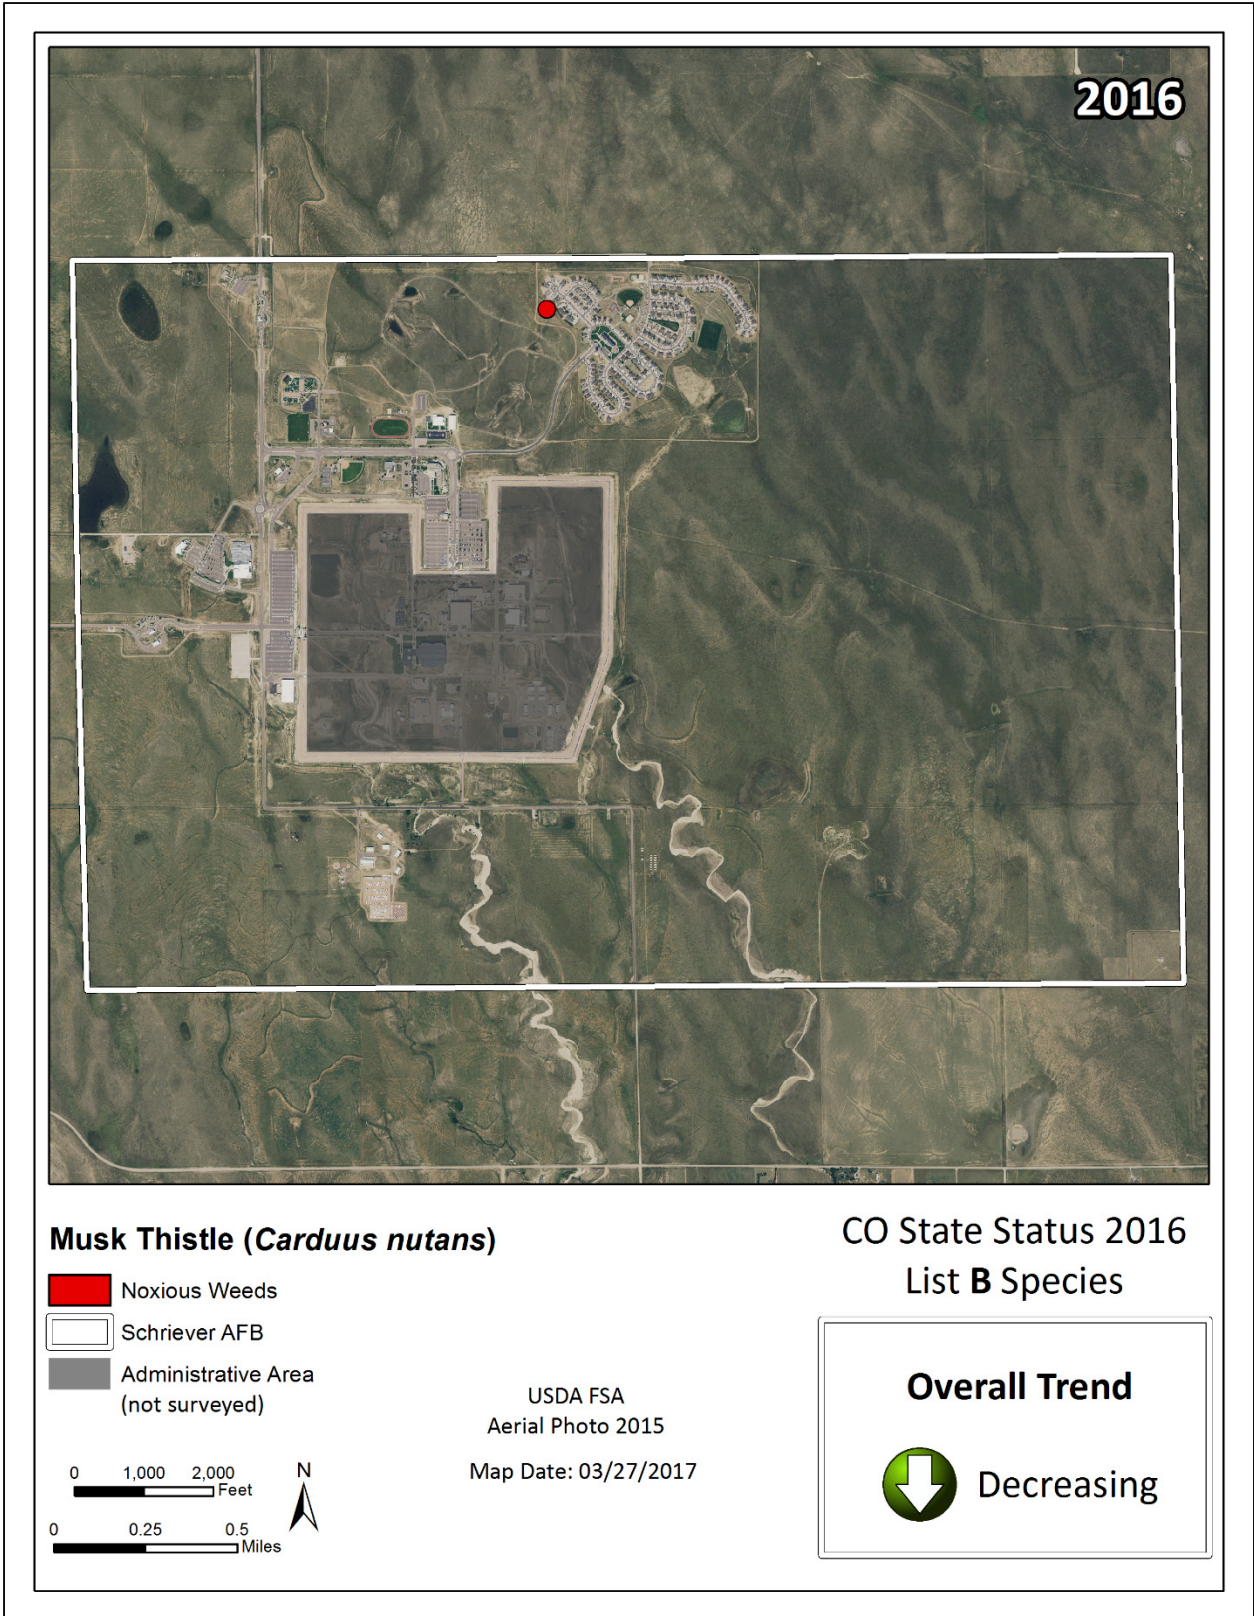 2016
Musk Thistle (Carduus nutans)
Noxious Weeds
Schriever AFB
Administrative Area
(not surveyed)
0 1,000 2,000
Feet
0 0.25 0.5
Miles
N
USDA FSA
Aerial Photo 2015
Map Date: 03/27/2017
CO State Status 2016
List B Species
Overall Trend
Decreasing